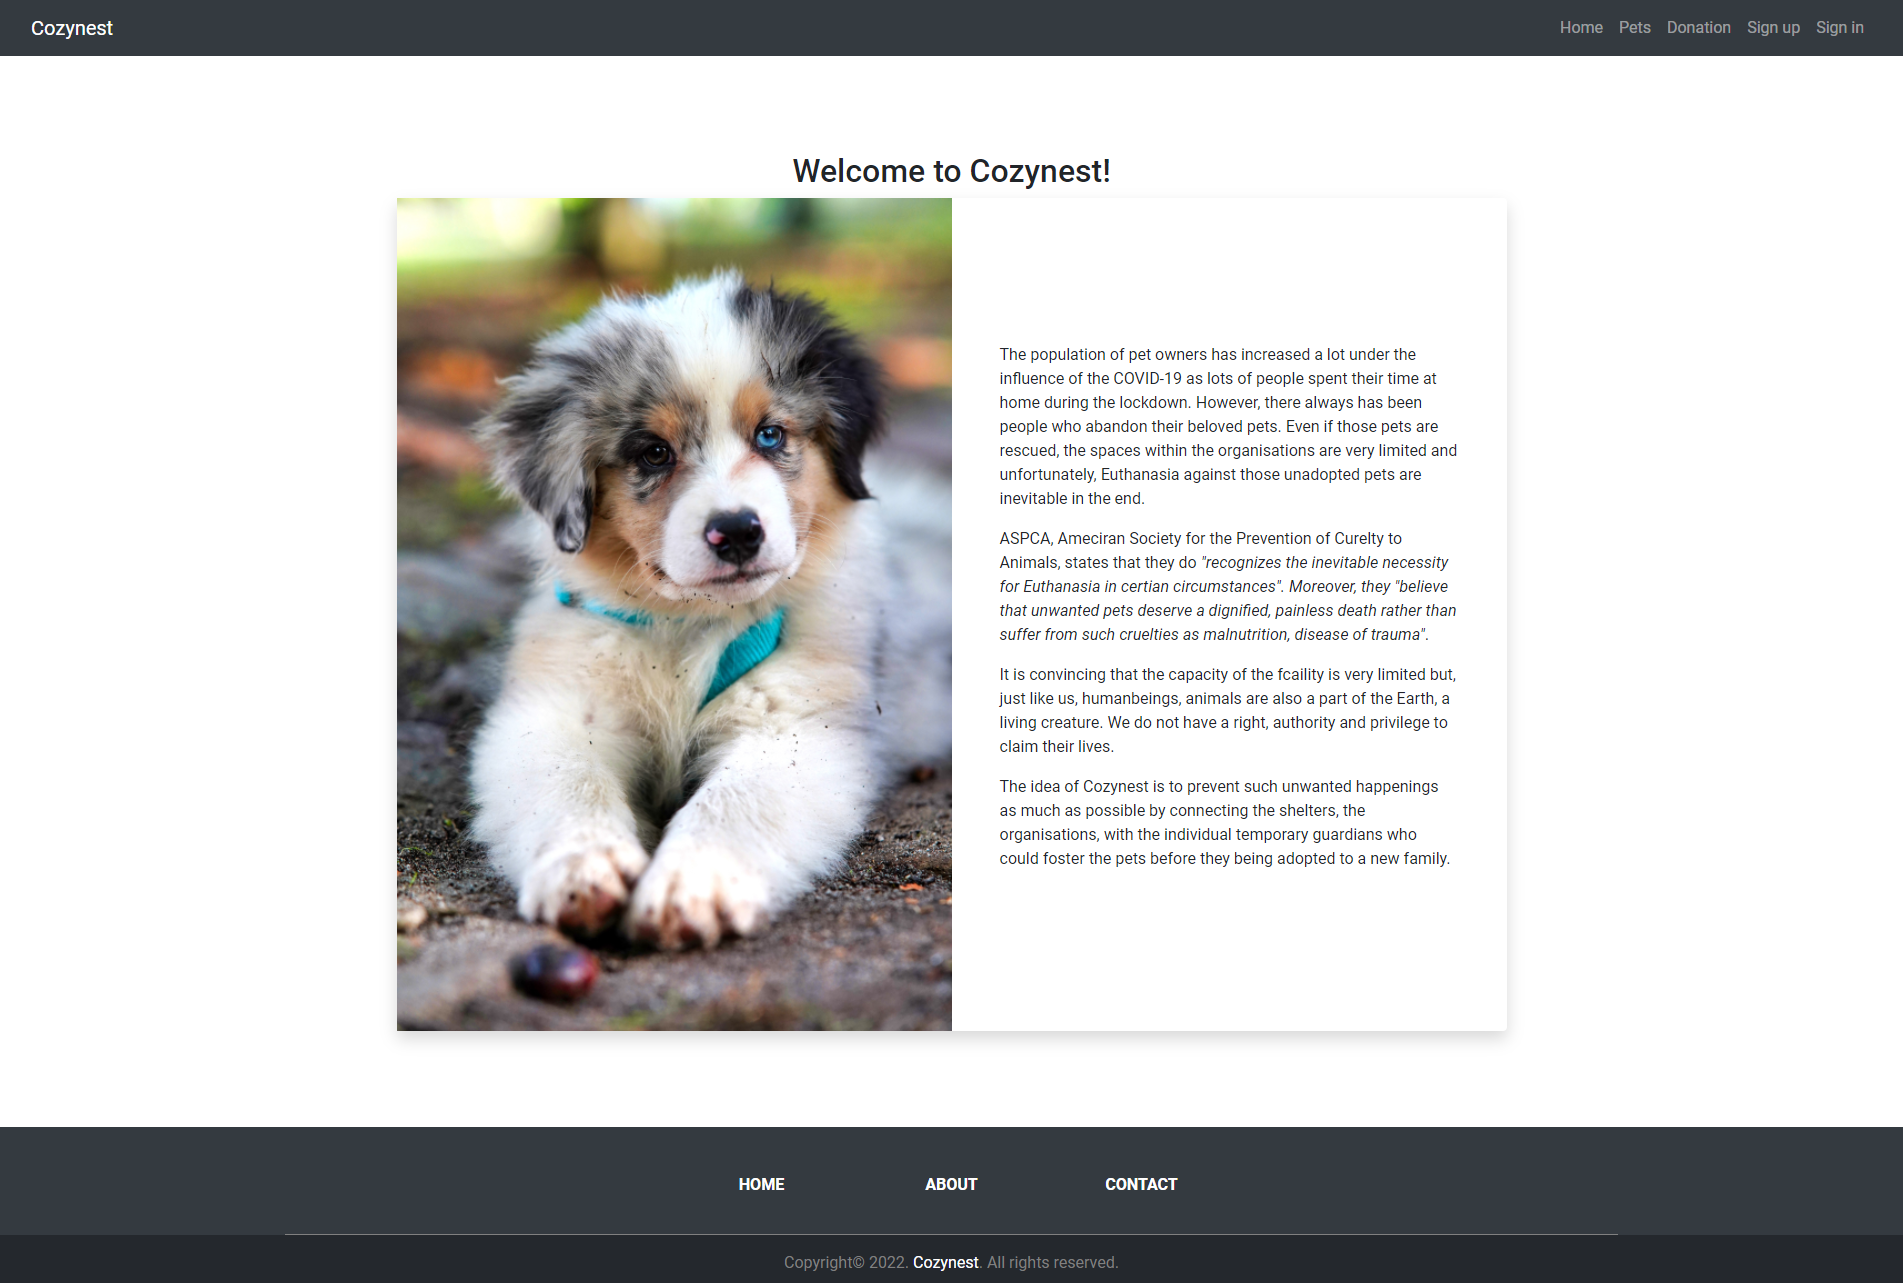 Cozynest
Home Pets Donation Sign up Sign in
Welcome to Cozynest!
The population of pet owners has increased a lot under the
influence of the COVID-19 as lots of people spent their time at
home during the lockdown. However, there always has been
people who abandon their beloved pets. Even if those pets are
rescued, the spaces within the organisations are very limited and
unfortunately, Euthanasia against those unadopted pets are
inevitable in the end.
ASPCA, Ameciran Society for the Prevention of Curelty to
Animals, states that they do "recognizes the inevitable necessity
for Euthanasia in certian circumstances". Moreover, they "believe
that unwanted pets deserve a dignified, painless death rather than
suffer from such cruelties as malnutrition, disease of trauma".
It is convincing that the capacity of the fcaility is very limited but,
just like us, humanbeings, animals are also a part of the Earth, a
living creature. We do not have a right, authority and privilege to
claim their lives.
The idea of Cozynest is to prevent such unwanted happenings
as much as possible by connecting the shelters, the
organisations, with the individual temporary guardians who
could foster the pets before they being adopted to a new family.
HOME ABOUT CONTACT
Copyright© 2022. Cozynest. All rights reserved.